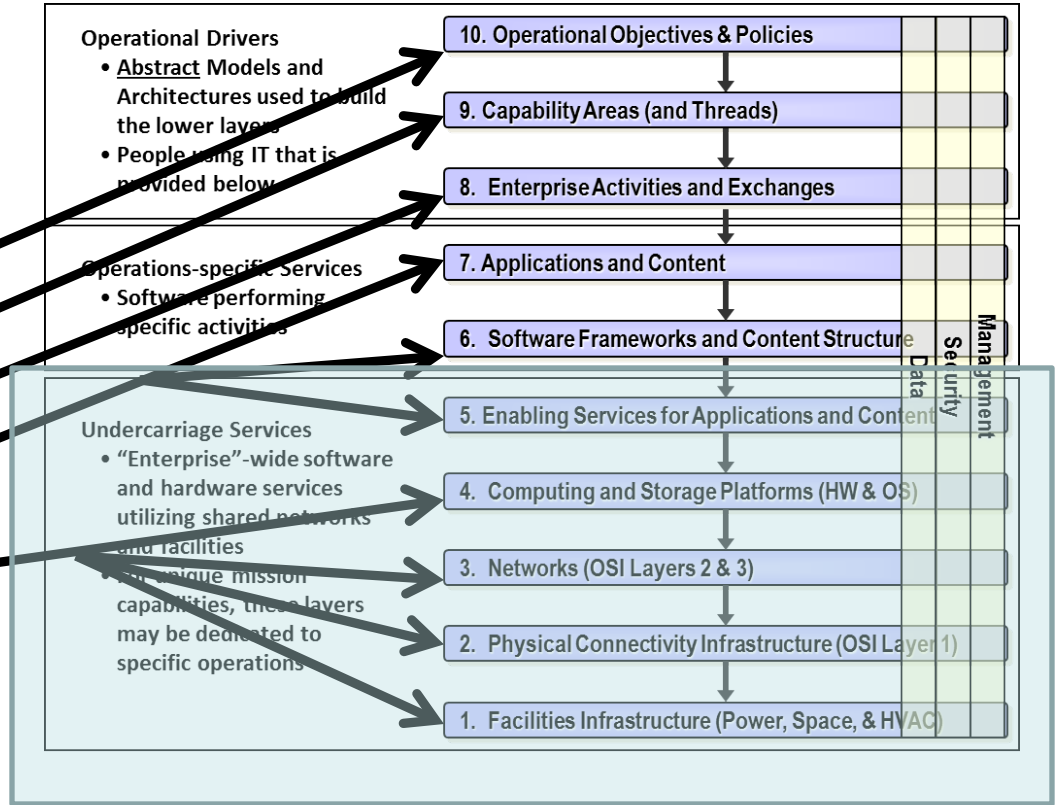 Operational Drivers
• Abstract Models and
Architectures used to build
the lower layers
• People using IT that is
provided below
10. Operational Objectives & Policies
9. Capability Areas (and Threads)
8. Enterprise Activities and Exchanges
Operations-specific Services
• Software performing
specific activities
7. Applications and Content
6. Software Frameworks and Content Structure
Undercarriage Services
• “Enterprise”-wide software
and hardware services
utilizing shared networks
and facilities
• For unique mission
capabilities, these layers
may be dedicated to
specific operations
5. Enabling Services for Applications and Content
4. Computing and Storage Platforms (HW & OS)
3. Networks (OSI Layers 2 & 3)
2. Physical Connectivity Infrastructure (OSI Layer 1)
1. Facilities Infrastructure (Power, Space, & HVAC)
Data
Security
Management